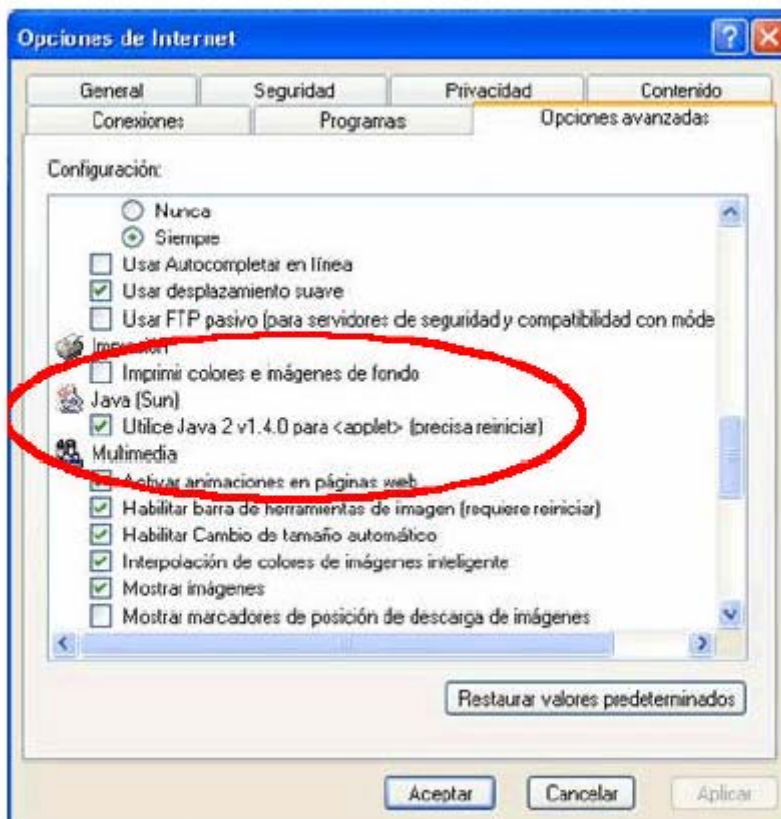 Opciones de Internet
General Seguridad Privacidad Contenido
Conexiones Programas Opciones avanzadas
Configuración:
Nunca
Siempre
Usar Autocompletar en línea
Usar desplazamiento suave
Usar FTP pasivo (para servidores de seguridad y compatibilidad con móde
Impresión
Imprimir colores e imágenes de fondo
Java (Sun)
Utilice Java 2 v1.4.0 para <applet> (precisa reiniciar)
Multimedia
Activar animaciones en páginas web
Habilitar barra de herramientas de imagen (requiere reiniciar)
Habilitar Cambio de tamaño automático
Interpolación de colores de imágenes inteligente
Mostrar imágenes
Mostrar marcadores de posición de descarga de imágenes
Restaurar valores predeterminados
Aceptar Cancelar Aplicar